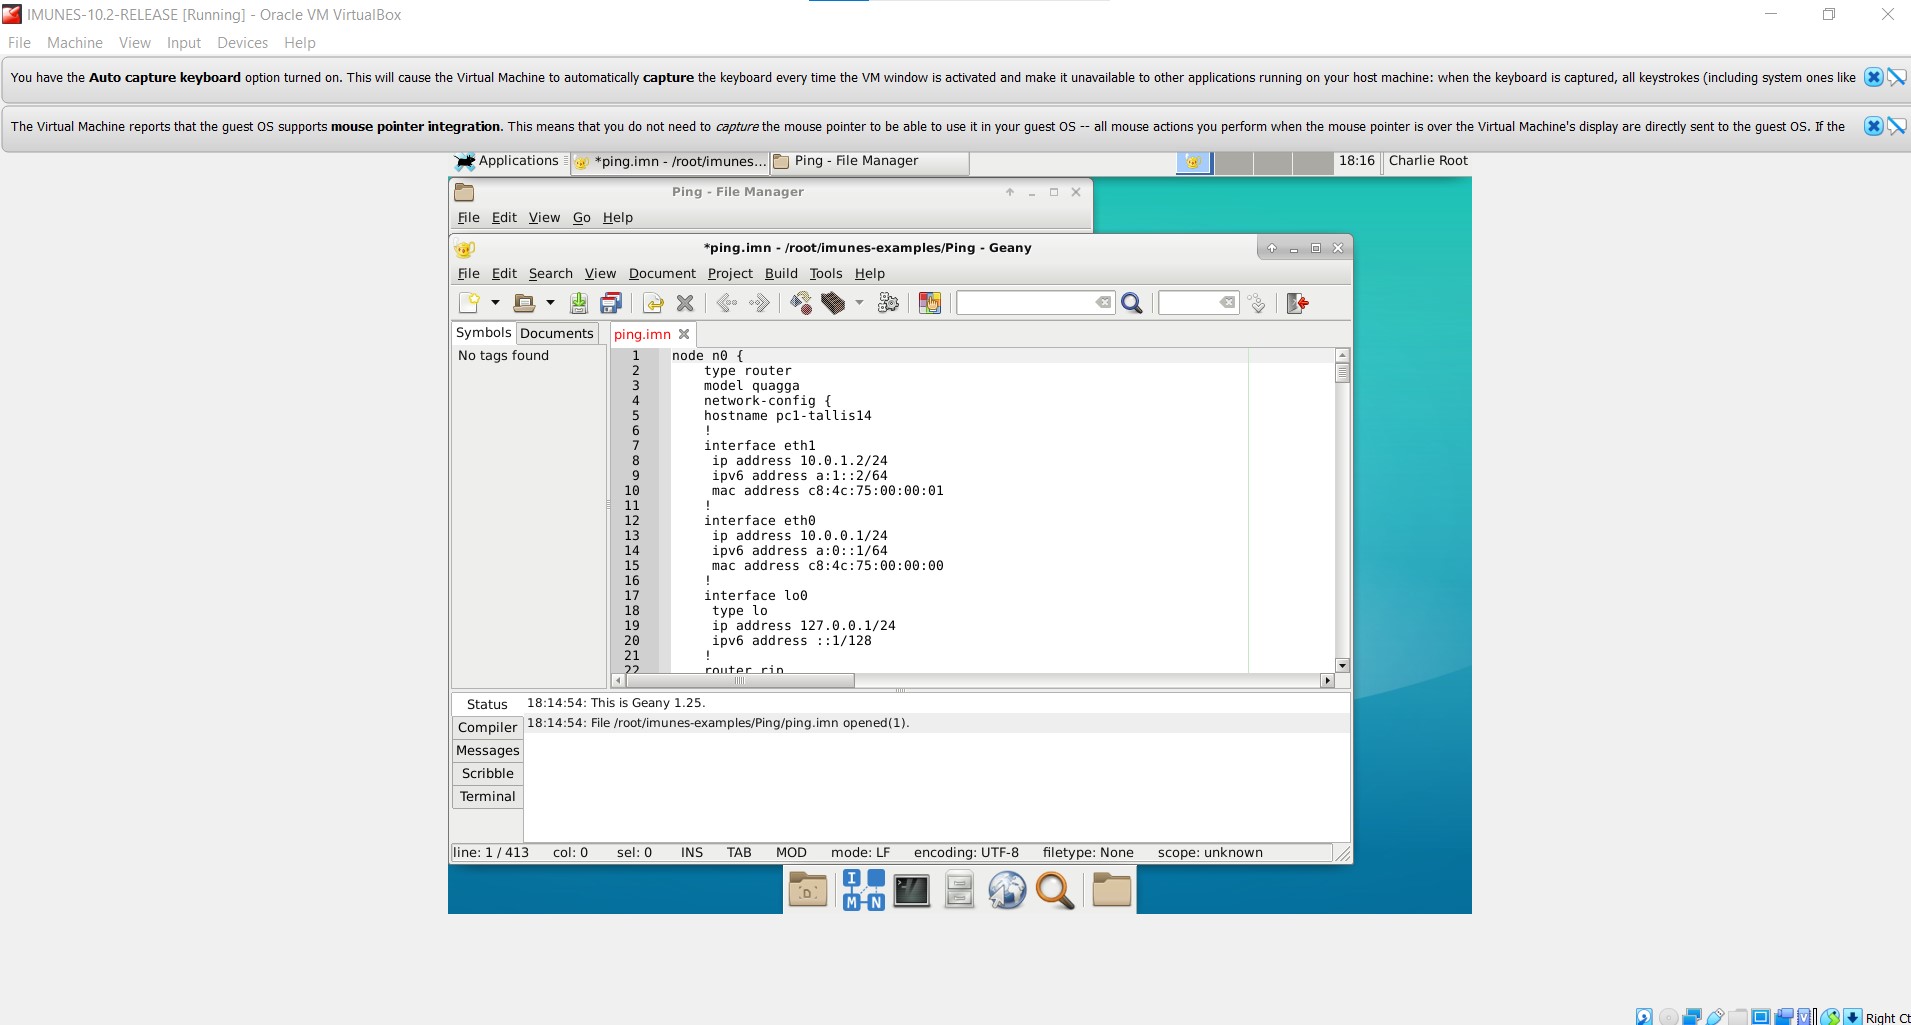 IMUNES-10.2-RELEASE [Running] - Oracle VM VirtualBox
File Machine View Input Devices Help
You have the Auto capture keyboard option turned on. This will cause the Virtual Machine to automatically capture the keyboard every time the VM window is activated and make it unavailable to other applications running on your host machine: when the keyboard is captured, all keystrokes (including system ones like
The Virtual Machine reports that the guest OS supports mouse pointer integration. This means that you do not need to capture the mouse pointer to be able to use it in your guest OS -- all mouse actions you perform when the mouse pointer is over the Virtual Machine's display are directly sent to the guest OS. If the
Applications *ping.imn - /root/imunes... Ping - File Manager 18:16 Charlie Root
Ping - File Manager
File Edit View Go Help
*ping.imn - /root/imunes-examples/Ping - Geany
File Edit Search View Document Project Build Tools Help
Symbols Documents ping.imn
No tags found
1 node n0 {
2 type router
3 model quagga
4 network-config {
5 hostname pc1-tallis14
6 !
7 interface eth1
8 ip address 10.0.1.2/24
9 ipv6 address a:1::2/64
10 mac address c8:4c:75:00:00:01
11 !
12 interface eth0
13 ip address 10.0.0.1/24
14 ipv6 address a:0::1/64
15 mac address c8:4c:75:00:00:00
16 !
17 interface lo0
18 type lo
19 ip address 127.0.0.1/24
20 ipv6 address ::1/128
21 !
22 router rip
Status 18:14:54: This is Geany 1.25.
Compiler 18:14:54: File /root/imunes-examples/Ping/ping.imn opened(1).
Messages
Scribble
Terminal
line: 1 / 413 col: 0 sel: 0 INS TAB MOD mode: LF encoding: UTF-8 filetype: None scope: unknown
I
M N
Right Ct